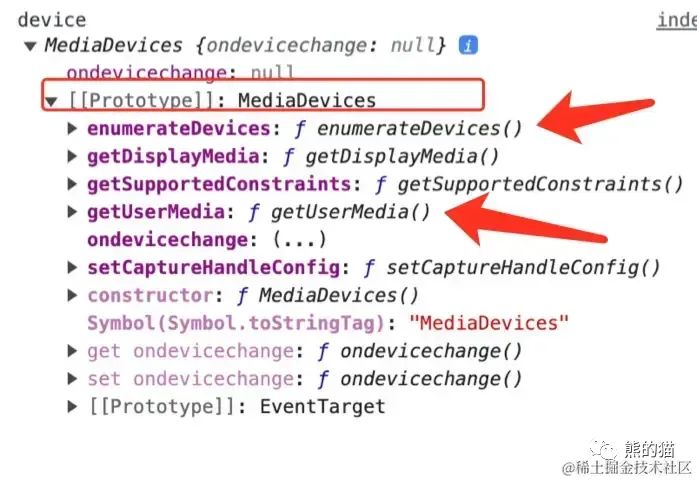 device
inde
▼ MediaDevices {ondevicechange: null} i
ondevicechange: null
▼ [[Prototype]]: MediaDevices
▶ enumerateDevices: ƒ enumerateDevices()
▶ getDisplayMedia: ƒ getDisplayMedia()
▶ getSupportedConstraints: ƒ getSupportedConstraints()
▶ getUserMedia: ƒ getUserMedia()
ondevicechange: (...)
▶ setCaptureHandleConfig: ƒ setCaptureHandleConfig()
▶ constructor: ƒ MediaDevices()
Symbol(Symbol.toStringTag): "MediaDevices"
▶ get ondevicechange: ƒ ondevicechange()
▶ set ondevicechange: ƒ ondevicechange()
▶ [[Prototype]]: EventTarget
熊的猫
@稀土掘金技术社区